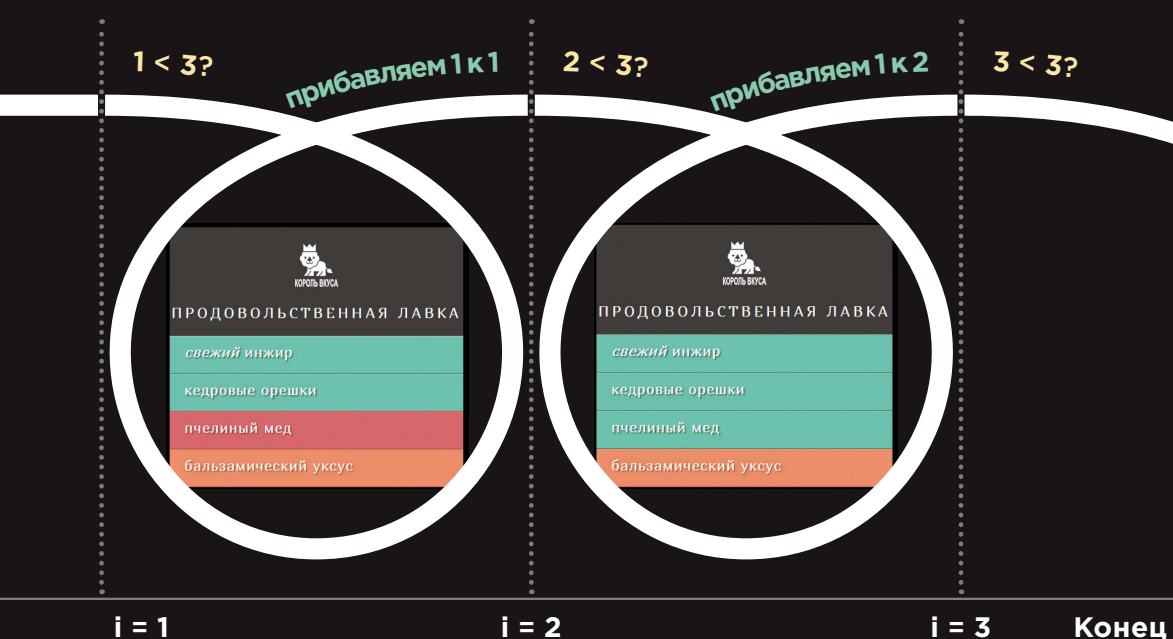 1 < 3?
прибавляем 1 к 1
2 < 3?
прибавляем 1 к 2
3 < 3?
КОРОЛЬ ВКУСА
ПРОДОВОЛЬСТВЕННАЯ ЛАВКА
свежий инжир
кедровые орешки
пчелиный мед
бальзамический уксус
КОРОЛЬ ВКУСА
ПРОДОВОЛЬСТВЕННАЯ ЛАВКА
свежий инжир
кедровые орешки
пчелиный мед
бальзамический уксус
i = 1
i = 2
i = 3
Конец